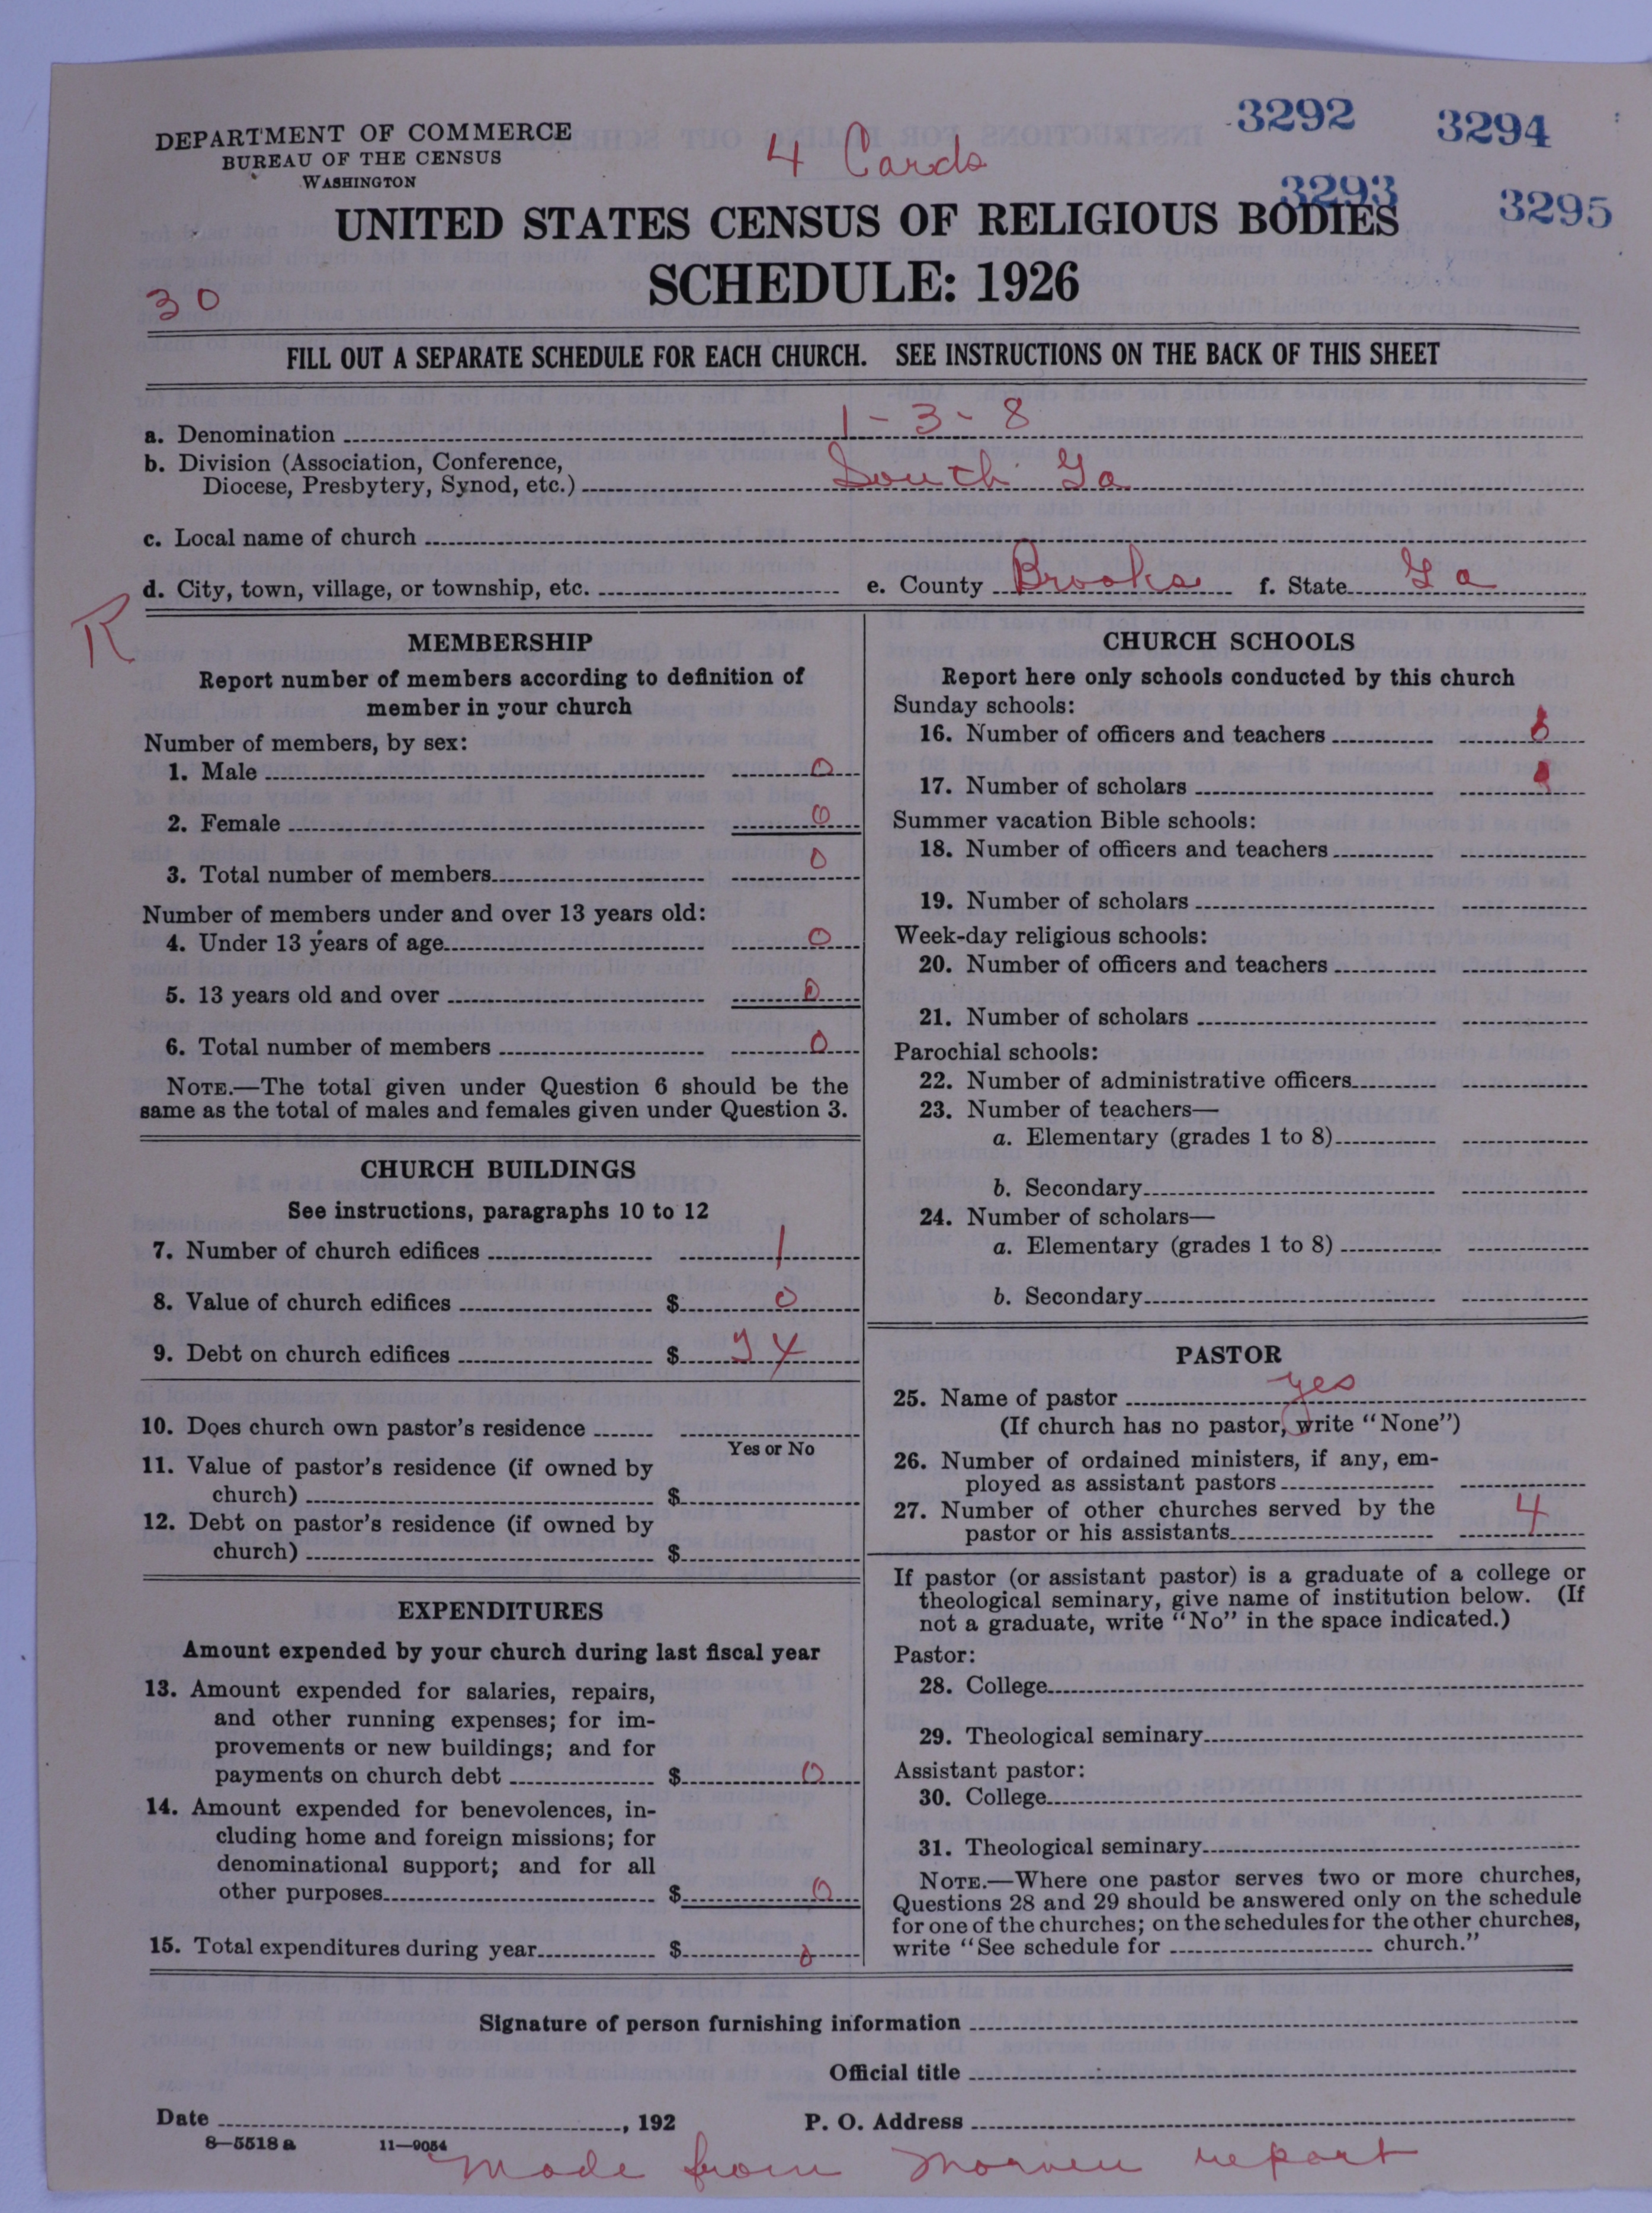 DEPARTMENT OF COMMERCE
BUREAU OF THE CENSUS
WASHINGTON
4 Cards
3292
3294
3293
3295
UNITED STATES CENSUS OF RELIGIOUS BODIES
SCHEDULE: 1926
30
FILL OUT A SEPARATE SCHEDULE FOR EACH CHURCH. SEE INSTRUCTIONS ON THE BACK OF THIS SHEET
a. Denomination 1-3-8
b. Division (Association, Conference,
Diocese, Presbytery, Synod, etc.) South Ga
c. Local name of church
d. City, town, village, or township, etc. e. County Brooks f. State Ga
R
MEMBERSHIP
Report number of members according to definition of
member in your church
Number of members, by sex:
1. Male 0
2. Female 0
3. Total number of members 0
Number of members under and over 13 years old:
4. Under 13 years of age 0
5. 13 years old and over 0
6. Total number of members 0
NOTE.—The total given under Question 6 should be the
same as the total of males and females given under Question 3.
CHURCH BUILDINGS
See instructions, paragraphs 10 to 12
7. Number of church edifices 1
8. Value of church edifices $ 0
9. Debt on church edifices $ y x
10. Does church own pastor's residence
Yes or No
11. Value of pastor's residence (if owned by
church) $
12. Debt on pastor's residence (if owned by
church) $
EXPENDITURES
Amount expended by your church during last fiscal year
13. Amount expended for salaries, repairs,
and other running expenses; for im-
provements or new buildings; and for
payments on church debt $ 0
14. Amount expended for benevolences, in-
cluding home and foreign missions; for
denominational support; and for all
other purposes $ 0
15. Total expenditures during year $ 0
CHURCH SCHOOLS
Report here only schools conducted by this church
Sunday schools:
16. Number of officers and teachers
17. Number of scholars
Summer vacation Bible schools:
18. Number of officers and teachers
19. Number of scholars
Week-day religious schools:
20. Number of officers and teachers
21. Number of scholars
Parochial schools:
22. Number of administrative officers
23. Number of teachers—
a. Elementary (grades 1 to 8)
b. Secondary
24. Number of scholars—
a. Elementary (grades 1 to 8)
b. Secondary
PASTOR
25. Name of pastor yes
(If church has no pastor, write "None")
26. Number of ordained ministers, if any, em-
ployed as assistant pastors
27. Number of other churches served by the
pastor or his assistants 4
If pastor (or assistant pastor) is a graduate of a college or
theological seminary, give name of institution below. (If
not a graduate, write "No" in the space indicated.)
Pastor:
28. College
29. Theological seminary
Assistant pastor:
30. College
31. Theological seminary
NOTE.—Where one pastor serves two or more churches,
Questions 28 and 29 should be answered only on the schedule
for one of the churches; on the schedules for the other churches,
write "See schedule for church."
Signature of person furnishing information
Official title
Date , 192 P. O. Address
8—5518 a 11—9054
Made from Morven report